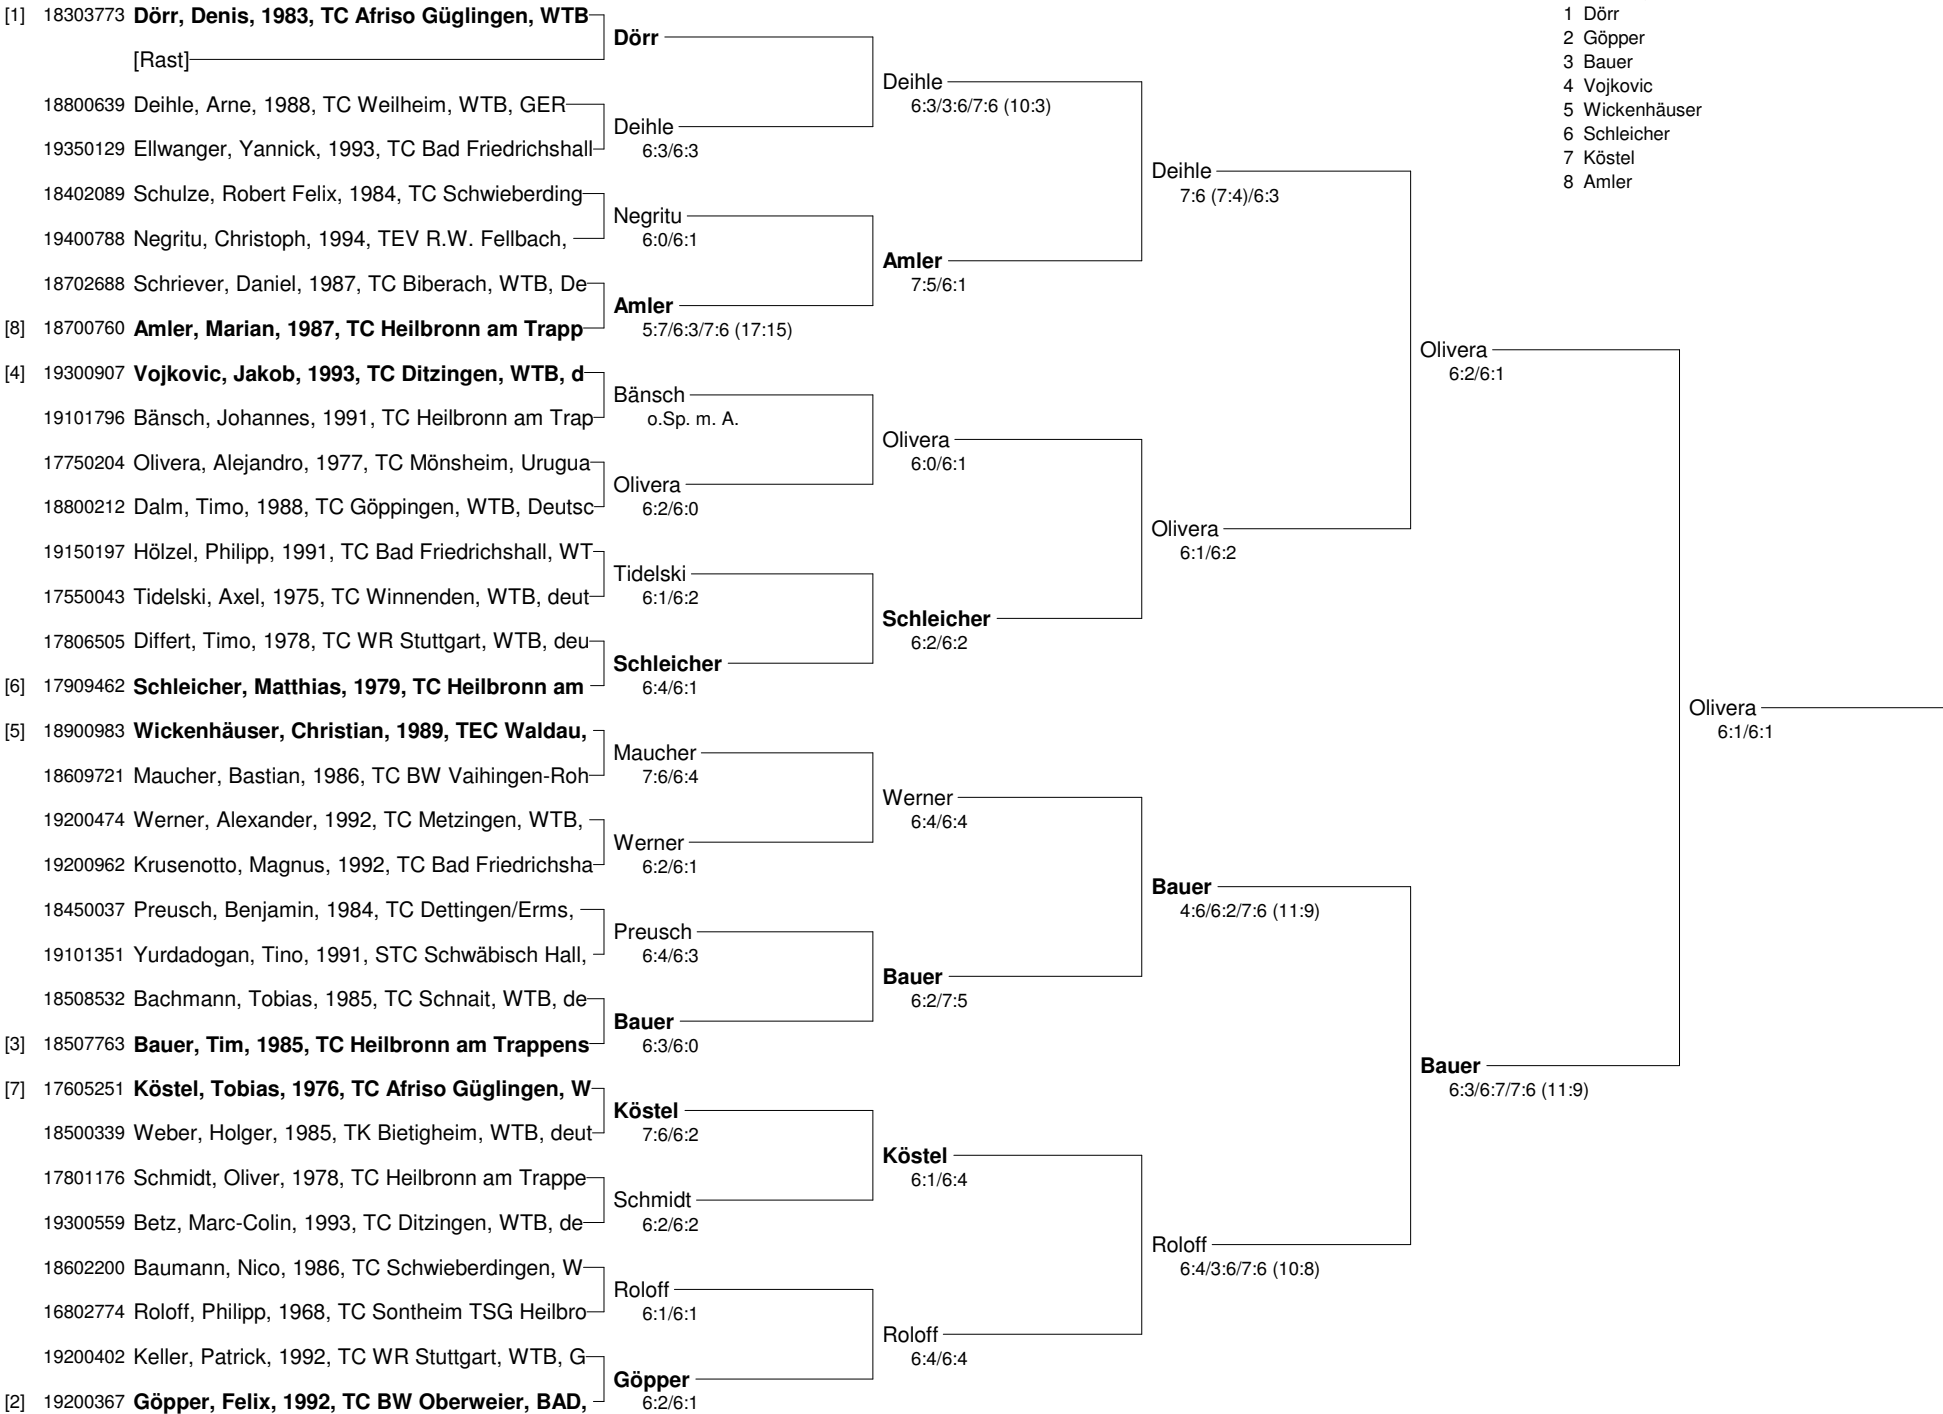 [1] 18303773 Dörr, Denis, 1983, TC Afriso Güglingen, WTB
[Rast]
18800639 Deihle, Arne, 1988, TC Weilheim, WTB, GER
19350129 Ellwanger, Yannick, 1993, TC Bad Friedrichshall
18402089 Schulze, Robert Felix, 1984, TC Schwieberding
19400788 Negritu, Christoph, 1994, TEV R.W. Fellbach,
18702688 Schriever, Daniel, 1987, TC Biberach, WTB, De
[8] 18700760 Amler, Marian, 1987, TC Heilbronn am Trapp
[4] 19300907 Vojkovic, Jakob, 1993, TC Ditzingen, WTB, d
19101796 Bänsch, Johannes, 1991, TC Heilbronn am Trap
17750204 Olivera, Alejandro, 1977, TC Mönsheim, Urugua
18800212 Dalm, Timo, 1988, TC Göppingen, WTB, Deutsc
19150197 Hölzel, Philipp, 1991, TC Bad Friedrichshall, WT
17550043 Tidelski, Axel, 1975, TC Winnenden, WTB, deut
17806505 Differt, Timo, 1978, TC WR Stuttgart, WTB, deu
[6] 17909462 Schleicher, Matthias, 1979, TC Heilbronn am
[5] 18900983 Wickenhäuser, Christian, 1989, TEC Waldau,
18609721 Maucher, Bastian, 1986, TC BW Vaihingen-Roh
19200474 Werner, Alexander, 1992, TC Metzingen, WTB,
19200962 Krusenotto, Magnus, 1992, TC Bad Friedrichsha
18450037 Preusch, Benjamin, 1984, TC Dettingen/Erms,
19101351 Yurdadogan, Tino, 1991, STC Schwäbisch Hall,
18508532 Bachmann, Tobias, 1985, TC Schnait, WTB, de
[3] 18507763 Bauer, Tim, 1985, TC Heilbronn am Trappens
[7] 17605251 Köstel, Tobias, 1976, TC Afriso Güglingen, W
18500339 Weber, Holger, 1985, TK Bietigheim, WTB, deut
17801176 Schmidt, Oliver, 1978, TC Heilbronn am Trappe
19300559 Betz, Marc-Colin, 1993, TC Ditzingen, WTB, de
18602200 Baumann, Nico, 1986, TC Schwieberdingen, W
16802774 Roloff, Philipp, 1968, TC Sontheim TSG Heilbro
19200402 Keller, Patrick, 1992, TC WR Stuttgart, WTB, G
[2] 19200367 Göpper, Felix, 1992, TC BW Oberweier, BAD,
Dörr
Deihle
6:3/6:3
Negritu
6:0/6:1
Amler
5:7/6:3/7:6 (17:15)
Bänsch
o.Sp. m. A.
Olivera
6:2/6:0
Tidelski
6:1/6:2
Schleicher
6:4/6:1
Maucher
7:6/6:4
Werner
6:2/6:1
Preusch
6:4/6:3
Bauer
6:3/6:0
Köstel
7:6/6:2
Schmidt
6:2/6:2
Roloff
6:1/6:1
Göpper
6:2/6:1
Deihle
6:3/3:6/7:6 (10:3)
Amler
7:5/6:1
Olivera
6:0/6:1
Schleicher
6:2/6:2
Werner
6:4/6:4
Bauer
6:2/7:5
Köstel
6:1/6:4
Roloff
6:4/6:4
Deihle
7:6 (7:4)/6:3
Olivera
6:1/6:2
Bauer
4:6/6:2/7:6 (11:9)
Roloff
6:4/3:6/7:6 (10:8)
Olivera
6:2/6:1
Bauer
6:3/6:7/7:6 (11:9)
Olivera
6:1/6:1
1 Dörr
2 Göpper
3 Bauer
4 Vojkovic
5 Wickenhäuser
6 Schleicher
7 Köstel
8 Amler